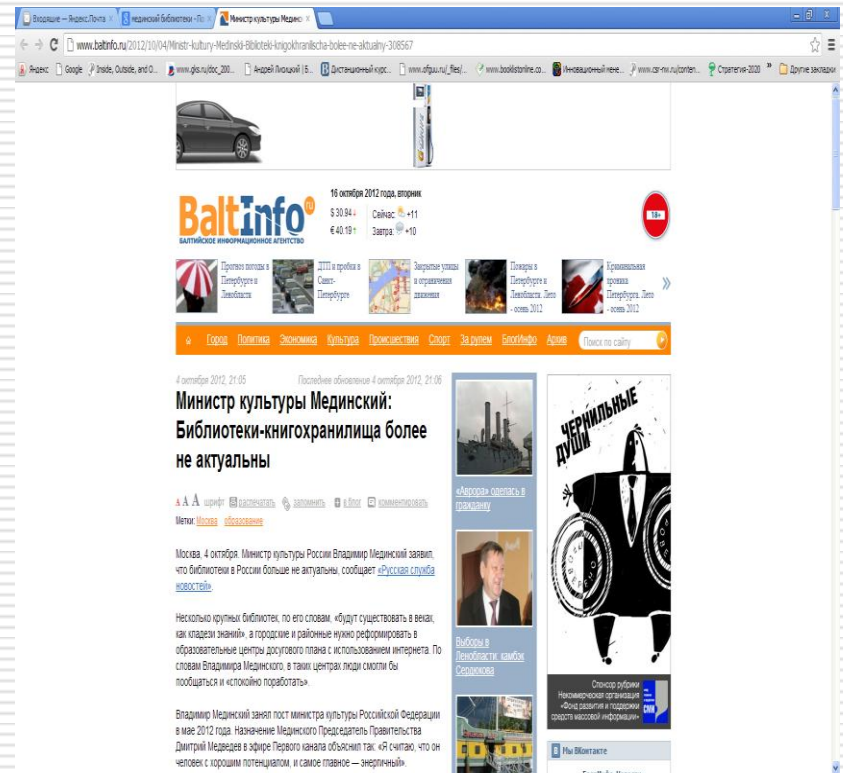 Входящие — Яндекс.Почта
мединский библиотеки – По
Министр культуры Мединс
www.baltinfo.ru/2012/10/04/Ministr-kultury-Medinski-Biblioteki-knigokhranilischa-bolee-ne-aktualny-308567
Яндекс Google Inside, Outside, and O... www.gks.ru/doc_200... Андрей Лисицкий | Б... Дистанционный курс... www.ofguu.ru/_files/... www.booklistonline.co... Инновационный мене... www.csr-nw.ru/conten... Стратегия-2020 » Другие закладки
BaltInfo ru
БАЛТИЙСКОЕ ИНФОРМАЦИОННОЕ АГЕНТСТВО
16 октября 2012 года, вторник
$ 30.94 ↓ Сейчас: +11
€ 40.19 ↑ Завтра: +10
18+
Прогноз погоды в
Петербурге и
Ленобласти
ДТП и пробки в
Санкт-
Петербурге
Закрытые улицы
и ограничения
движения
Пожары в
Петербурге и
Ленобласти. Лето
- осень 2012
Криминальная
хроника
Петербурга. Лето
- осень 2012
Город Политика Экономика Культура Происшествия Спорт За рулем БлогИнфо Архив Поиск по сайту
4 октября 2012, 21:05 Последнее обновление 4 октября 2012, 21:06
Министр культуры Мединский:
Библиотеки-книгохранилища более
не актуальны
А А А шрифт распечатать запомнить в блог комментировать
Метки: Москва образование
Москва, 4 октября. Министр культуры России Владимир Мединский заявил,
что библиотеки в России больше не актуальны, сообщает «Русская служба
новостей».
Несколько крупных библиотек, по его словам, «будут существовать в веках,
как кладези знаний», а городские и районные нужно реформировать в
образовательные центры досугового плана с использованием интернета. По
словам Владимира Мединского, в таких центрах люди смогли бы
пообщаться и «спокойно поработать».
Владимир Мединский занял пост министра культуры Российской Федерации
в мае 2012 года. Назначение Мединского Председатель Правительства
Дмитрий Медведев в эфире Первого канала объяснил так: «Я считаю, что он
человек с хорошим потенциалом, и самое главное — энергичный».
«Аврора» оделась в
гражданку
Выборы в
Ленобласти: камбэк
Сердюкова
ЧЕРНИЛЬНЫЕ
ДУШИ
Спонсор рубрики
Некоммерческая организация
«Фонд развития и поддержки
средств массовой информации»
СМИ
Мы ВКонтакте